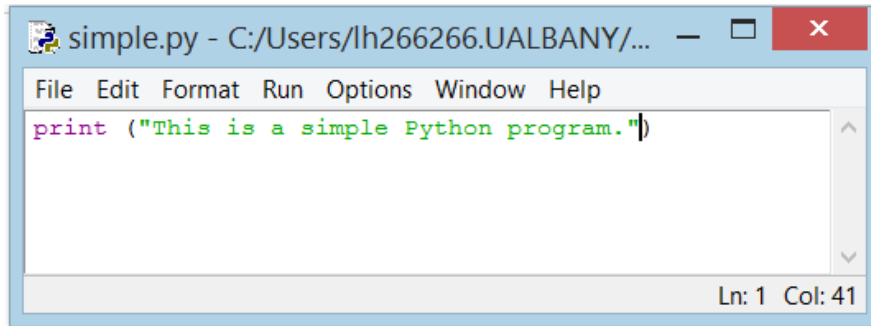 simple.py - C:/Users/lh266266.UALBANY/...
File Edit Format Run Options Window Help
print ("This is a simple Python program.")
Ln: 1 Col: 41